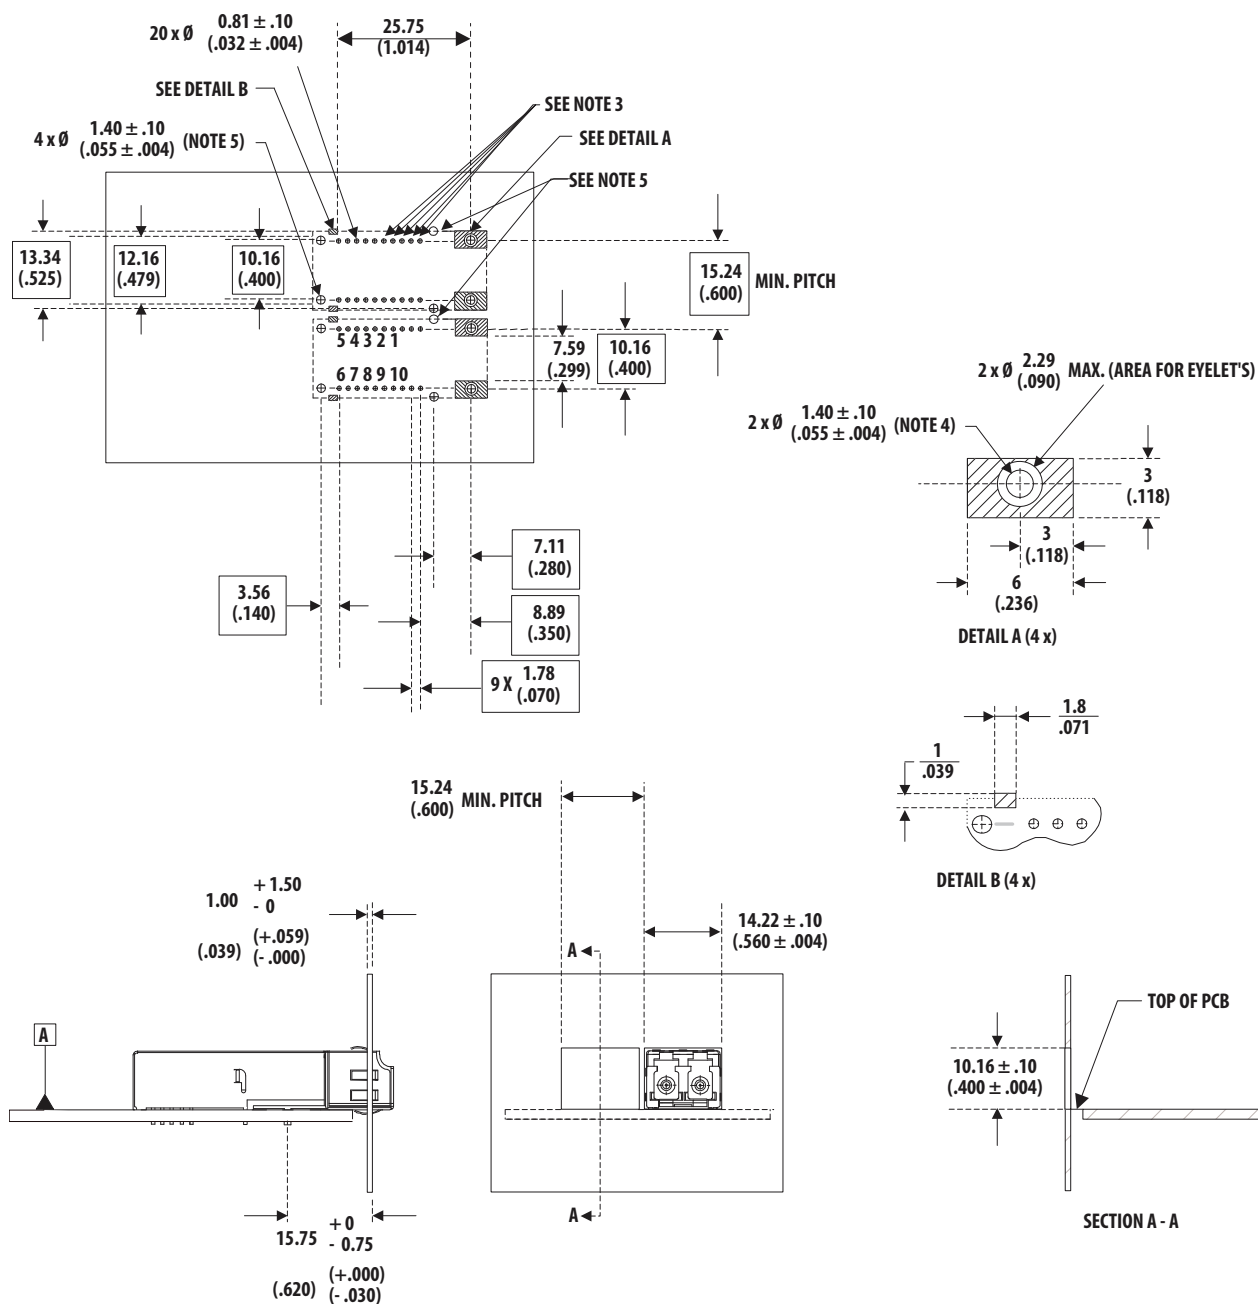 20 x Ø 0.81 ± .10
(.032 ± .004)
25.75
(1.014)
SEE DETAIL B
SEE NOTE 3
4 x Ø 1.40 ± .10 (NOTE 5)
(.055 ± .004)
SEE DETAIL A
SEE NOTE 5
13.34
(.525)
12.16
(.479)
10.16
(.400)
15.24
(.600)
MIN. PITCH
5 4 3 2 1
6 7 8 9 10
7.59
(.299)
10.16
(.400)
2 x Ø 2.29 MAX. (AREA FOR EYELET'S)
(.090)
2 x Ø 1.40 ± .10 (NOTE 4)
(.055 ± .004)
3
(.118)
3
(.118)
6
(.236)
DETAIL A (4 x)
7.11
(.280)
3.56
(.140)
8.89
(.350)
9 X 1.78
(.070)
1.8
.071
1
.039
DETAIL B (4 x)
15.24
(.600)
MIN. PITCH
1.00 + 1.50
- 0
(.039) (+.059)
(- .000)
14.22 ± .10
(.560 ± .004)
A
A
TOP OF PCB
10.16 ± .10
(.400 ± .004)
A
SECTION A - A
15.75 + 0
- 0.75
(.620) (+.000)
(- .030)